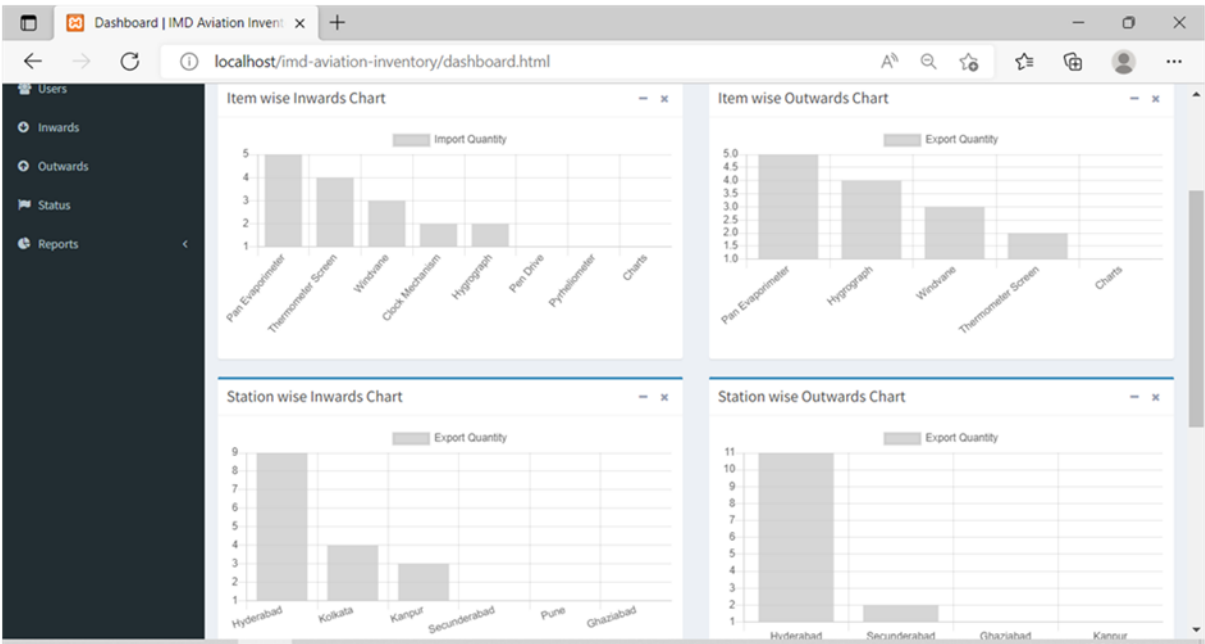 Dashboard | IMD Aviation Invent
localhost/imd-aviation-inventory/dashboard.html
Users
Inwards
Outwards
Status
Reports
Item wise Inwards Chart
Import Quantity
5
4
3
2
1
Pan Evaporimeter
Thermometer Screen
Windvane
Clock Mechanism
Hygrograph
Pen Drive
Pyrheliometer
Charts
Item wise Outwards Chart
Export Quantity
5.0
4.5
4.0
3.5
3.0
2.5
2.0
1.5
1.0
Pan Evaporimeter
Hygrograph
Windvane
Thermometer Screen
Charts
Station wise Inwards Chart
Export Quantity
9
8
7
6
5
4
3
2
1
Hyderabad
Kolkata
Kanpur
Secunderabad
Pune
Ghaziabad
Station wise Outwards Chart
Export Quantity
11
10
9
8
7
6
5
4
3
2
1
Hyderabad
Secunderabad
Ghaziabad
Kanpur